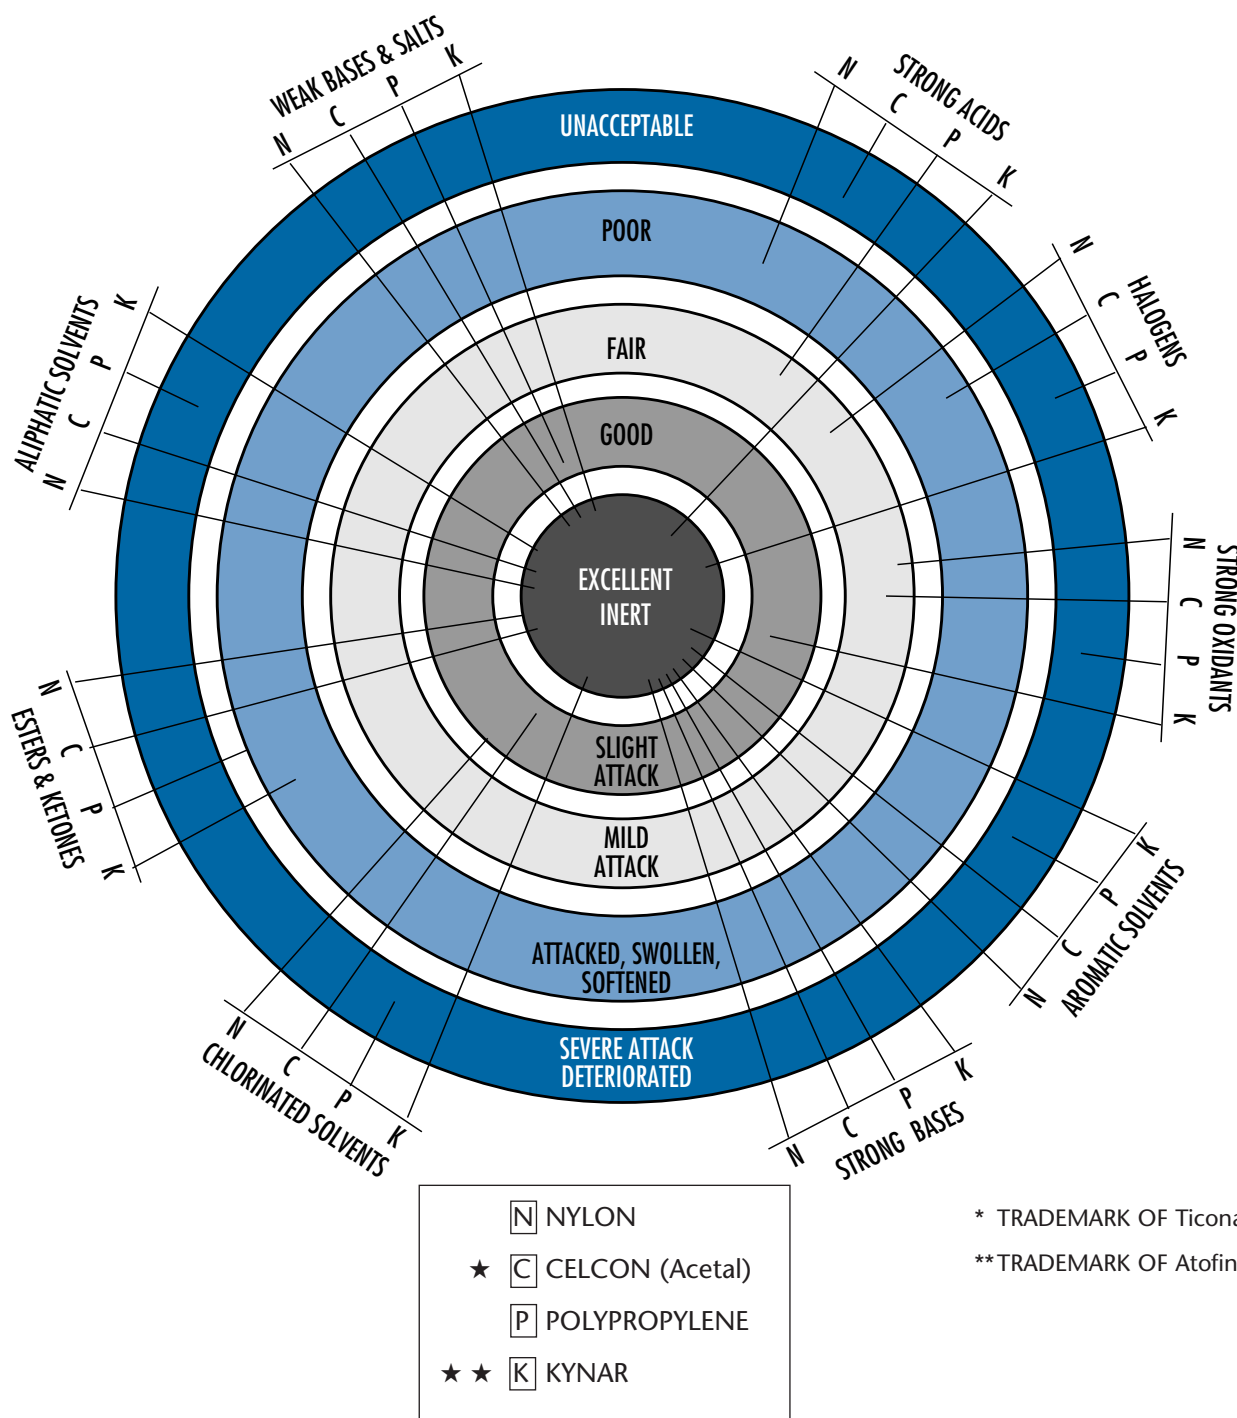 WEAK BASES & SALTS
N C P K
STRONG ACIDS
N C P K
HALOGENS
N C P K
STRONG OXIDANTS
N C P K
AROMATIC SOLVENTS
K P C N
STRONG BASES
N C P K
CHLORINATED SOLVENTS
N C P K
ESTERS & KETONES
N C P K
ALIPHATIC SOLVENTS
K P C N
UNACCEPTABLE
POOR
FAIR
GOOD
EXCELLENT
INERT
SLIGHT
ATTACK
MILD
ATTACK
ATTACKED, SWOLLEN,
SOFTENED
SEVERE ATTACK
DETERIORATED
N NYLON
★ C CELCON (Acetal)
P POLYPROPYLENE
★ ★ K KYNAR
* TRADEMARK OF Ticona
** TRADEMARK OF Atofin